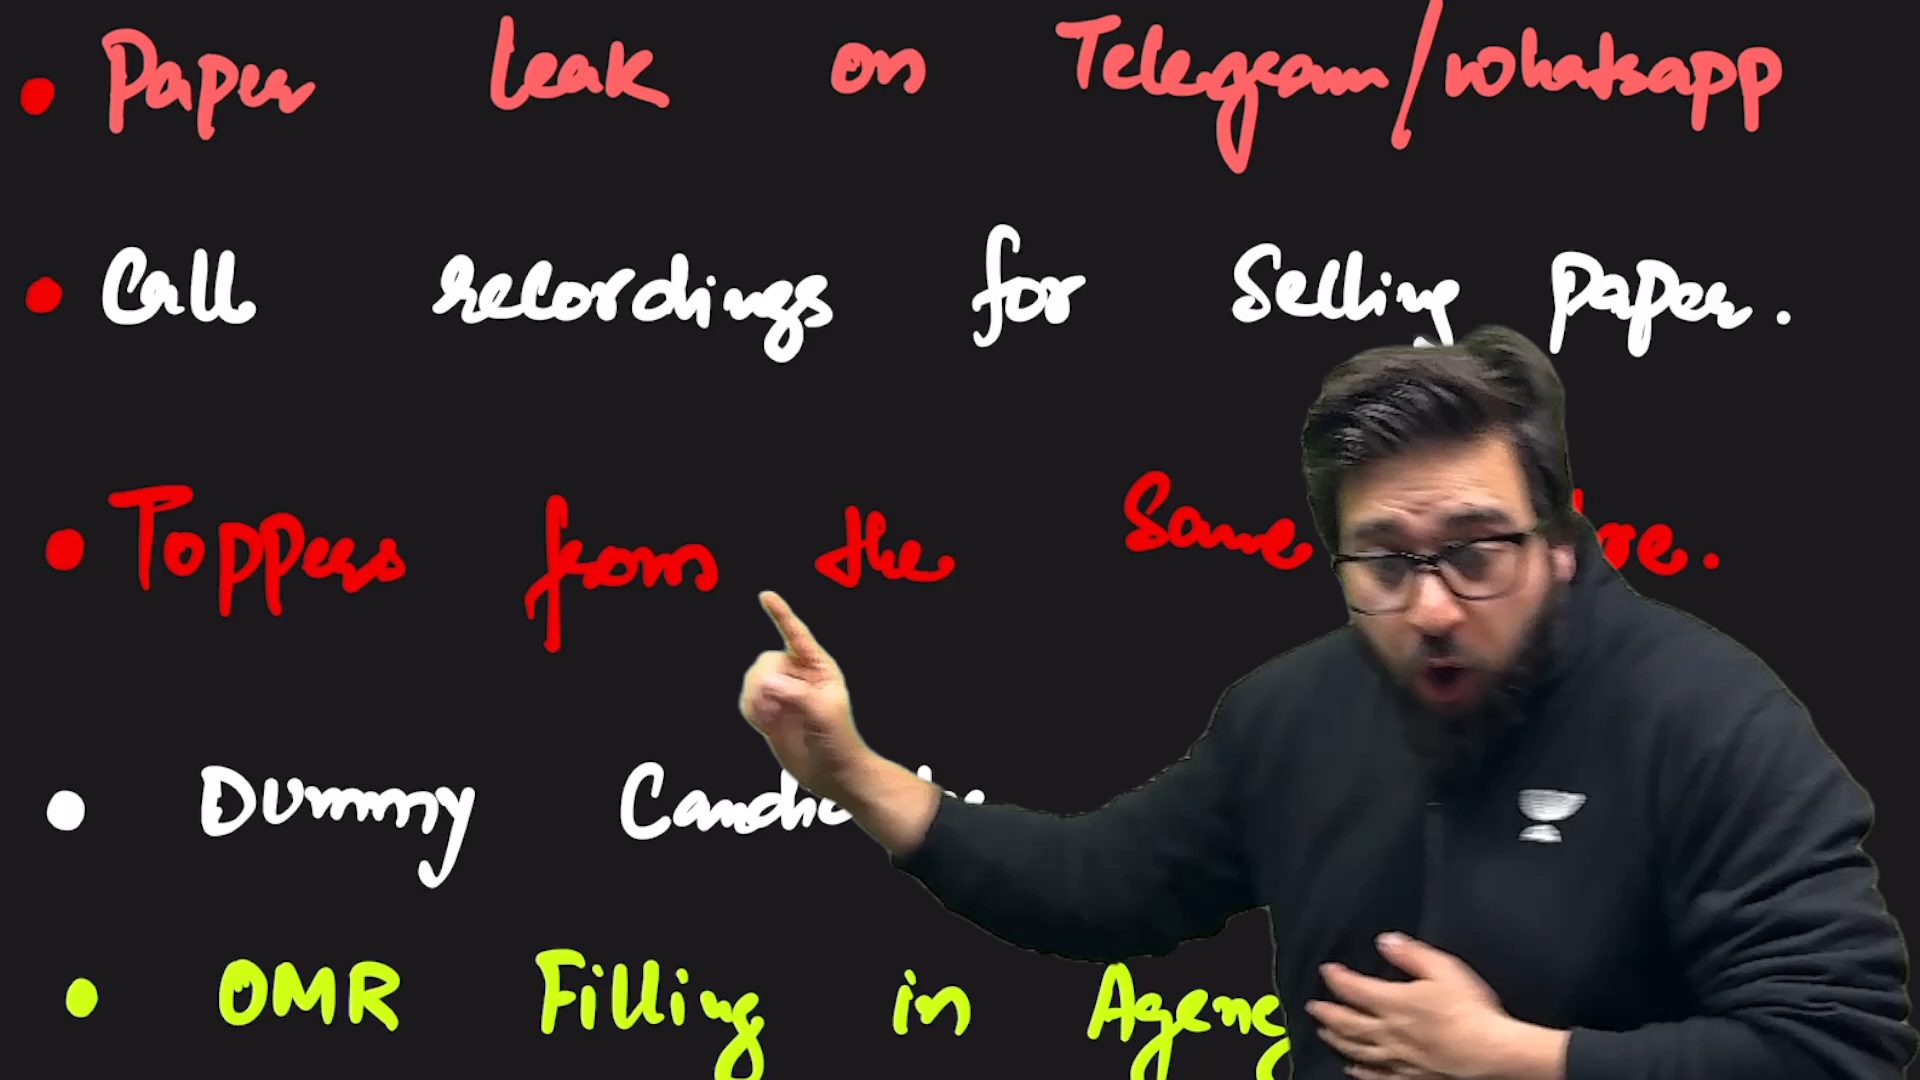 Paper leak on Telegram/whatsapp
Call recordings for Selling paper.
Toppers from the Same
Dummy
OMR Filling in